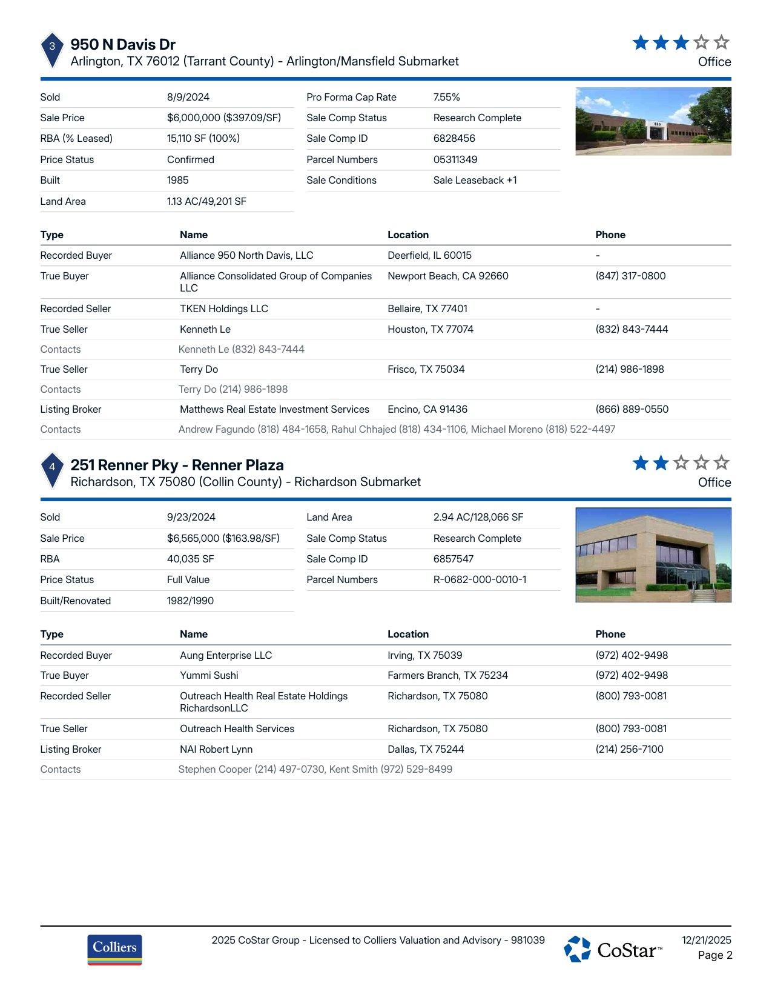 3
950 N Davis Dr
Arlington, TX 76012 (Tarrant County) - Arlington/Mansfield Submarket
Office
Sold 8/9/2024 Pro Forma Cap Rate 7.55%
Sale Price $6,000,000 ($397.09/SF) Sale Comp Status Research Complete
RBA (% Leased) 15,110 SF (100%) Sale Comp ID 6828456
Price Status Confirmed Parcel Numbers 05311349
Built 1985 Sale Conditions Sale Leaseback +1
Land Area 1.13 AC/49,201 SF
950
Type Name Location Phone
Recorded Buyer Alliance 950 North Davis, LLC Deerfield, IL 60015 -
True Buyer Alliance Consolidated Group of Companies Newport Beach, CA 92660 (847) 317-0800
LLC
Recorded Seller TKEN Holdings LLC Bellaire, TX 77401 -
True Seller Kenneth Le Houston, TX 77074 (832) 843-7444
Contacts Kenneth Le (832) 843-7444
True Seller Terry Do Frisco, TX 75034 (214) 986-1898
Contacts Terry Do (214) 986-1898
Listing Broker Matthews Real Estate Investment Services Encino, CA 91436 (866) 889-0550
Contacts Andrew Fagundo (818) 484-1658, Rahul Chhajed (818) 434-1106, Michael Moreno (818) 522-4497
4
251 Renner Pky - Renner Plaza
Richardson, TX 75080 (Collin County) - Richardson Submarket
Office
Sold 9/23/2024 Land Area 2.94 AC/128,066 SF
Sale Price $6,565,000 ($163.98/SF) Sale Comp Status Research Complete
RBA 40,035 SF Sale Comp ID 6857547
Price Status Full Value Parcel Numbers R-0682-000-0010-1
Built/Renovated 1982/1990
Type Name Location Phone
Recorded Buyer Aung Enterprise LLC Irving, TX 75039 (972) 402-9498
True Buyer Yummi Sushi Farmers Branch, TX 75234 (972) 402-9498
Recorded Seller Outreach Health Real Estate Holdings Richardson, TX 75080 (800) 793-0081
RichardsonLLC
True Seller Outreach Health Services Richardson, TX 75080 (800) 793-0081
Listing Broker NAI Robert Lynn Dallas, TX 75244 (214) 256-7100
Contacts Stephen Cooper (214) 497-0730, Kent Smith (972) 529-8499
Colliers
2025 CoStar Group - Licensed to Colliers Valuation and Advisory - 981039
CoStar™
12/21/2025
Page 2